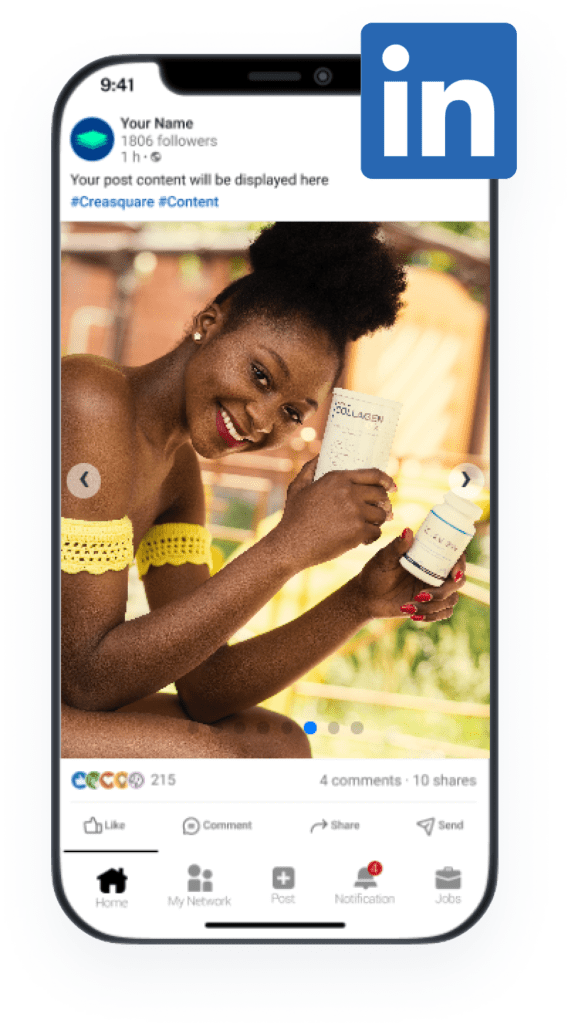 in
9:41
Your Name
1806 followers
1 h ·
Your post content will be displayed here
#Creasquare #Content
COLLAGEN
215
4 comments · 10 shares
Like
Comment
Share
Send
4
Home
My Network
Post
Notification
Jobs